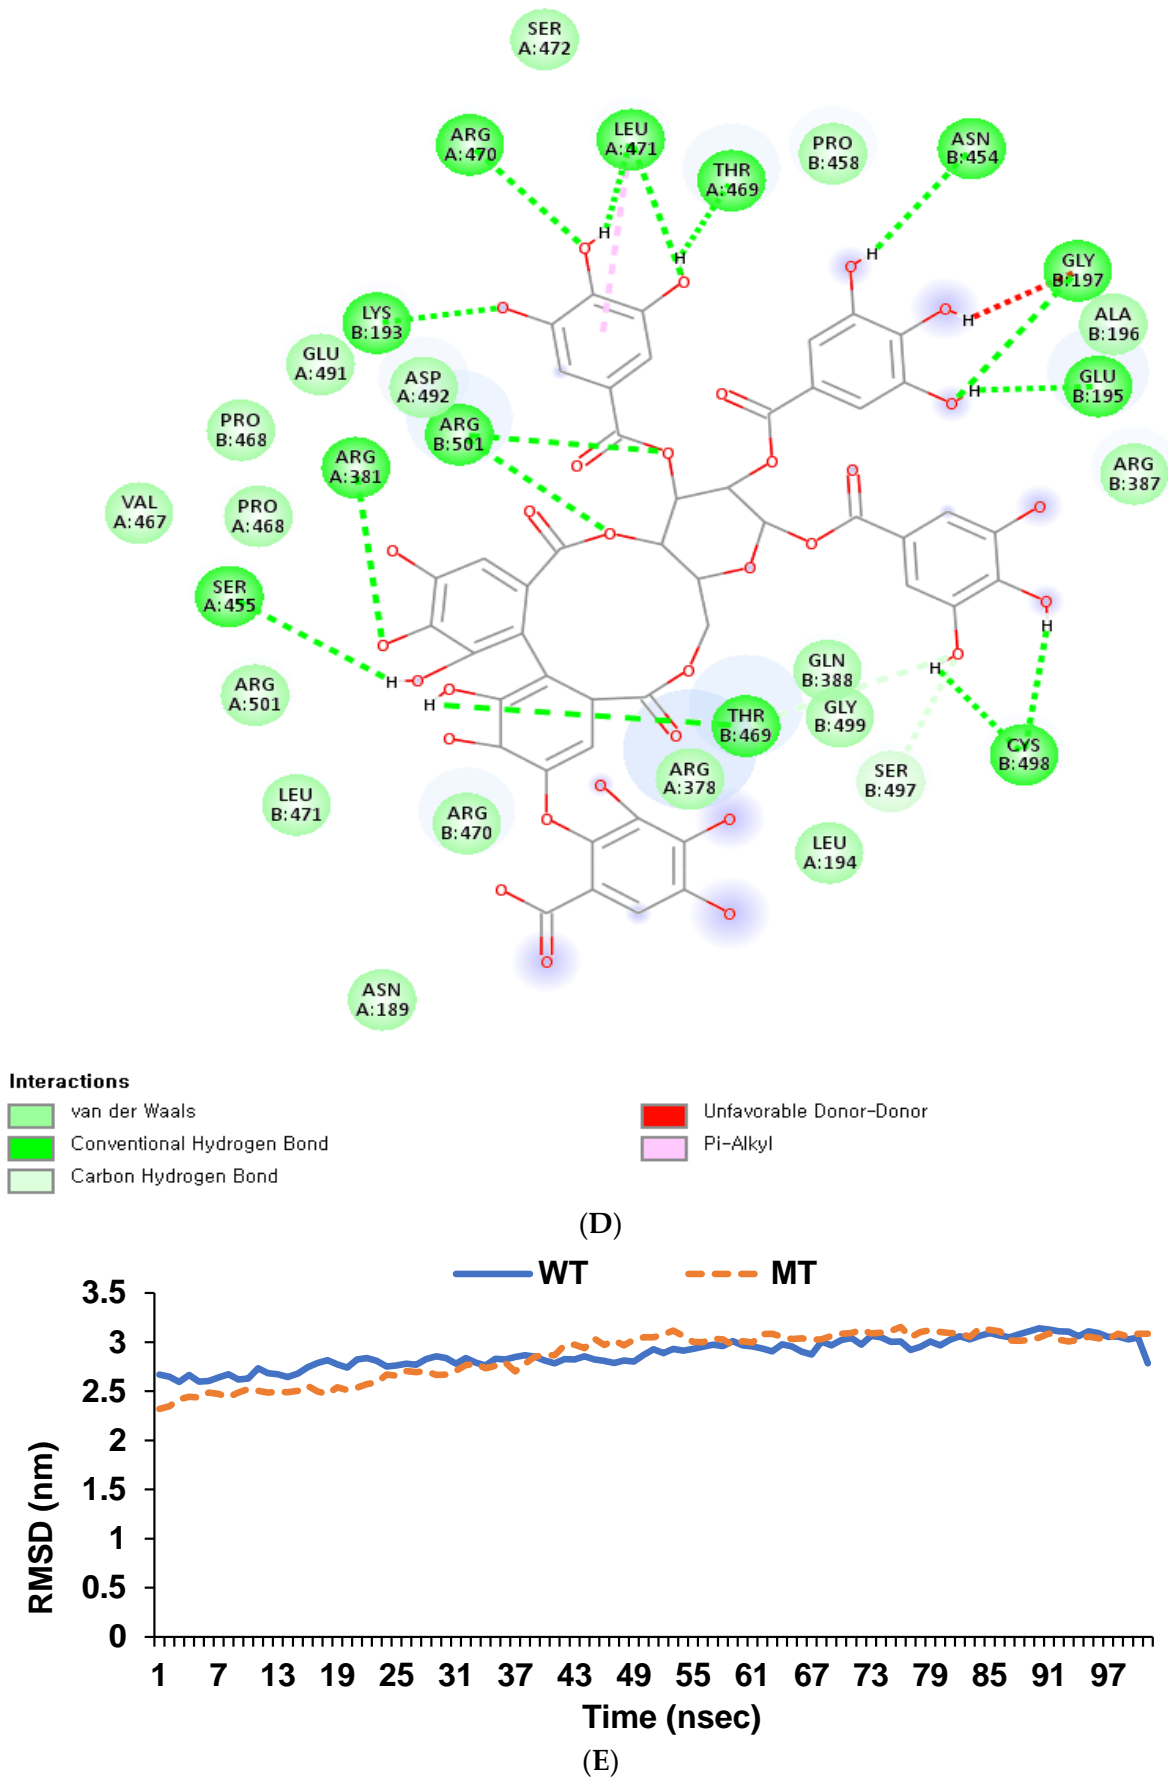 SER
A:472
ARG
A:470
LEU
A:471
THR
A:469
PRO
B:458
ASN
B:454
H
H
O
H
O
O
H
GLY
B:197
O
H
ALA
B:196
LYS
B:193
O
GLU
A:491
ASP
A:492
GLU
B:195
H
O
O
PRO
B:468
ARG
B:501
O
ARG
A:381
O
O
O
ARG
B:387
VAL
A:467
PRO
A:468
O
O
O
O
O
O
SER
A:455
O
O
H
O
H
O
O
H
O
H
O
GLN
B:388
ARG
A:501
THR
B:469
GLY
B:499
O
O
CYS
B:498
ARG
A:378
SER
B:497
LEU
B:471
O
ARG
B:470
O
O
LEU
A:194
O
O
O
ASN
A:189
Interactions
van der Waals
Conventional Hydrogen Bond
Carbon Hydrogen Bond
Unfavorable Donor-Donor
Pi-Alkyl
(D)
WT MT
3.5
3
2.5
2
1.5
1
0.5
0
RMSD (nm)
1 7 13 19 25 31 37 43 49 55 61 67 73 79 85 91 97
Time (nsec)
(E)